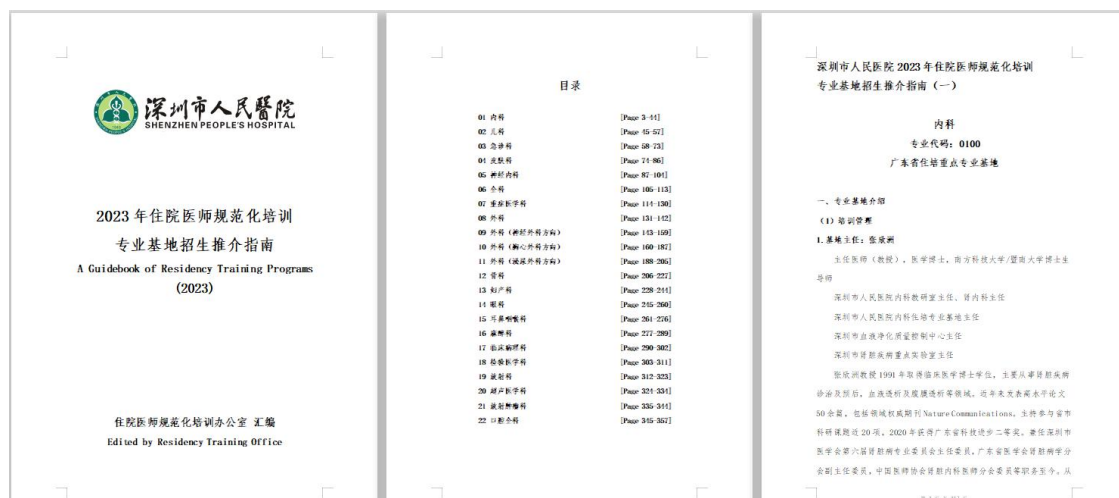 深圳市人民醫院
SHENZHEN PEOPLE'S HOSPITAL
2023 年住院医师规范化培训
专业基地招生推介指南
A Guidebook of Residency Training Programs
(2023)
住院医师规范化培训办公室 汇编
Edited by Residency Training Office
目录
01 内科 [Page 3-44]
02 儿科 [Page 45-57]
03 急诊科 [Page 58-73]
04 皮肤科 [Page 74-86]
05 神经内科 [Page 87-104]
06 全科 [Page 105-113]
07 重症医学科 [Page 114-130]
08 外科 [Page 131-142]
09 外科（神经外科方向） [Page 143-159]
10 外科（胸心外科方向） [Page 160-187]
11 外科（泌尿外科方向） [Page 188-205]
12 骨科 [Page 206-227]
13 妇产科 [Page 228-244]
14 眼科 [Page 245-260]
15 耳鼻咽喉科 [Page 261-276]
16 麻醉科 [Page 277-289]
17 临床病理科 [Page 290-302]
18 检验医学科 [Page 303-311]
19 放射科 [Page 312-323]
20 超声医学科 [Page 324-334]
21 放射肿瘤科 [Page 335-344]
22 口腔全科 [Page 345-357]
深圳市人民医院 2023 年住院医师规范化培训
专业基地招生推介指南（一）
内科
专业代码：0100
广东省住培重点专业基地
一、专业基地介绍
（1）培训管理
1.基地主任：张欣洲
主任医师（教授），医学博士，南方科技大学/暨南大学博士生
导师
深圳市人民医院内科教研室主任、肾内科主任
深圳市人民医院内科住培专业基地主任
深圳市血液净化质量控制中心主任
深圳市肾脏疾病重点实验室主任
张欣洲教授 1991 年取得临床医学博士学位，主要从事肾脏疾病
诊治及预后，血液透析及腹膜透析等领域。近年来发表高水平论文
50 余篇，包括领域权威期刊 Nature Communications。主持参与省市
科研课题近 20 项。2020 年获得广东省科技进步二等奖。兼任深圳市
医学会第六届肾脏病专业委员会主任委员，广东省医学会肾脏病学分
会副主任委员，中国医师协会肾脏内科医师分会委员等职务至今。从